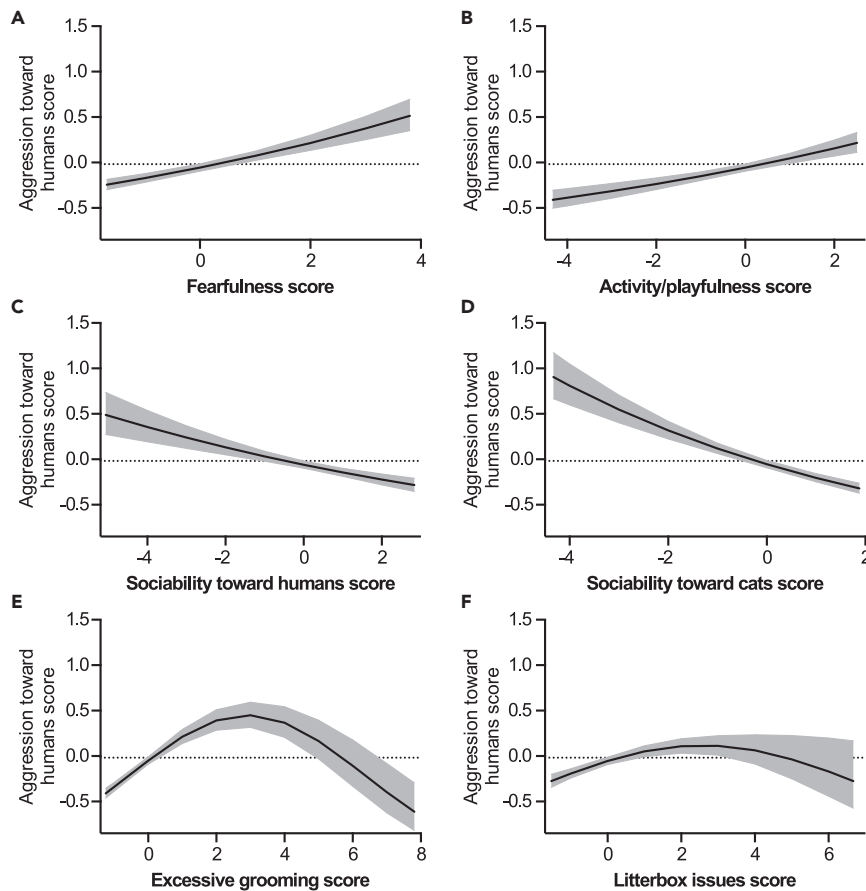 A
B
Aggression toward
humans score
1.5
1.0
0.5
0.0
-0.5
0
2
4
Fearfulness score
Aggression toward
humans score
1.5
1.0
0.5
0.0
-0.5
-4
-2
0
2
Activity/playfulness score
C
D
Aggression toward
humans score
1.5
1.0
0.5
0.0
-0.5
-4
-2
0
2
Sociability toward humans score
Aggression toward
humans score
1.5
1.0
0.5
0.0
-0.5
-4
-2
0
2
Sociability toward cats score
E
F
Aggression toward
humans score
1.5
1.0
0.5
0.0
-0.5
0
2
4
6
8
Excessive grooming score
Aggression toward
humans score
1.5
1.0
0.5
0.0
-0.5
0
2
4
6
Litterbox issues score